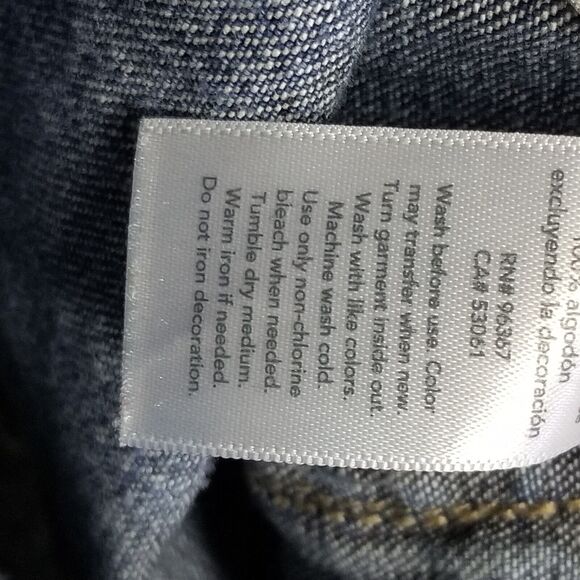 100% algodón
excluyendo la decoración
RN# 96367
CA# 53061
Wash before use. Color
may transfer when new.
Turn garment inside out.
Wash with like colors.
Machine wash cold.
Use only non-chlorine
bleach when needed.
Tumble dry medium.
Warm iron if needed.
Do not iron decoration.